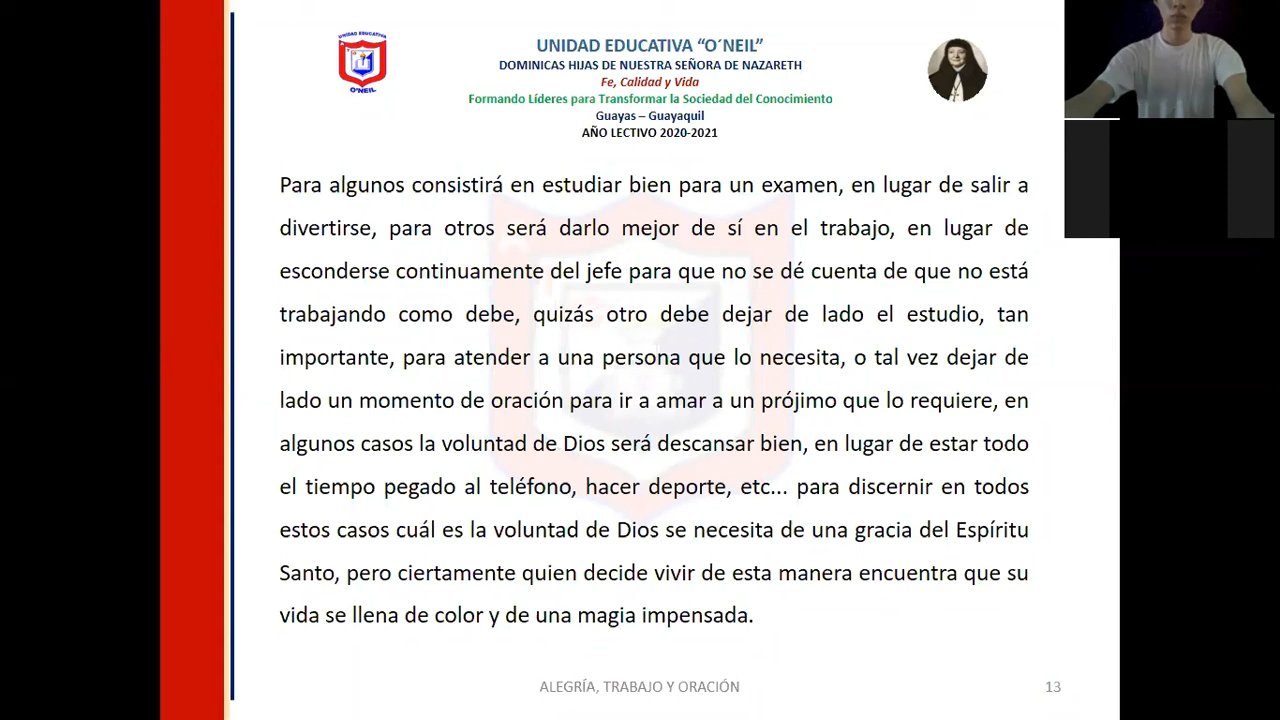 UNIDAD EDUCATIVA
O'NEIL
UNIDAD EDUCATIVA “O´NEIL”
DOMINICAS HIJAS DE NUESTRA SEÑORA DE NAZARETH
Fe, Calidad y Vida
Formando Líderes para Transformar la Sociedad del Conocimiento
Guayas – Guayaquil
AÑO LECTIVO 2020-2021
Para algunos consistirá en estudiar bien para un examen, en lugar de salir a
divertirse, para otros será darlo mejor de sí en el trabajo, en lugar de
esconderse continuamente del jefe para que no se dé cuenta de que no está
trabajando como debe, quizás otro debe dejar de lado el estudio, tan
importante, para atender a una persona que lo necesita, o tal vez dejar de
lado un momento de oración para ir a amar a un prójimo que lo requiere, en
algunos casos la voluntad de Dios será descansar bien, en lugar de estar todo
el tiempo pegado al teléfono, hacer deporte, etc... para discernir en todos
estos casos cuál es la voluntad de Dios se necesita de una gracia del Espíritu
Santo, pero ciertamente quien decide vivir de esta manera encuentra que su
vida se llena de color y de una magia impensada.
ALEGRÍA, TRABAJO Y ORACIÓN
13